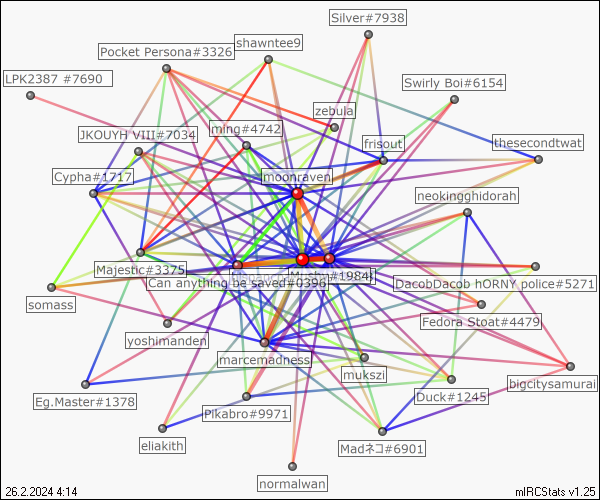 Silver#7938
shawntee9
Pocket Persona#3326
LPK2387 #7690
Swirly Boi#6154
zebula
ming#4742
JKOUYH VIII#7034
frisout
thesecondtwat
moonraven
Cypha#1717
neokingghidorah
Majestic#3375
Can anything be saved#0396
DacobDacob hORNY police#5271
somass
Fedora Stoat#4479
yoshimanden
marcemadness
mukszi
bigcitysamurai
Eg.Master#1378
Duck#1245
Pikabro#9971
eliakith
Madネコ#6901
normalwan
26.2.2024 4:14
mIRCStats v1.25